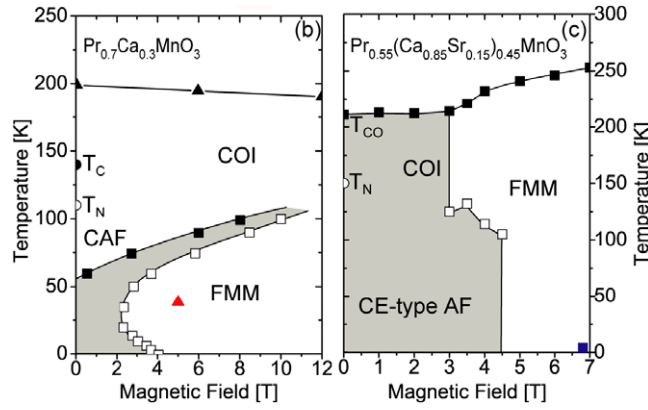 (b)
Pr0.7Ca0.3MnO3
250
200
150
100
50
0
Temperature [K]
TC
TN
COI
CAF
FMM
0 2 4 6 8 10 12
Magnetic Field [T]
(c)
Pr0.55(Ca0.85Sr0.15)0.45MnO3
TCO
TN
COI
FMM
CE-type AF
0 1 2 3 4 5 6 7
Magnetic Field [T]
300
250
200
150
100
50
0
Temperature [K]